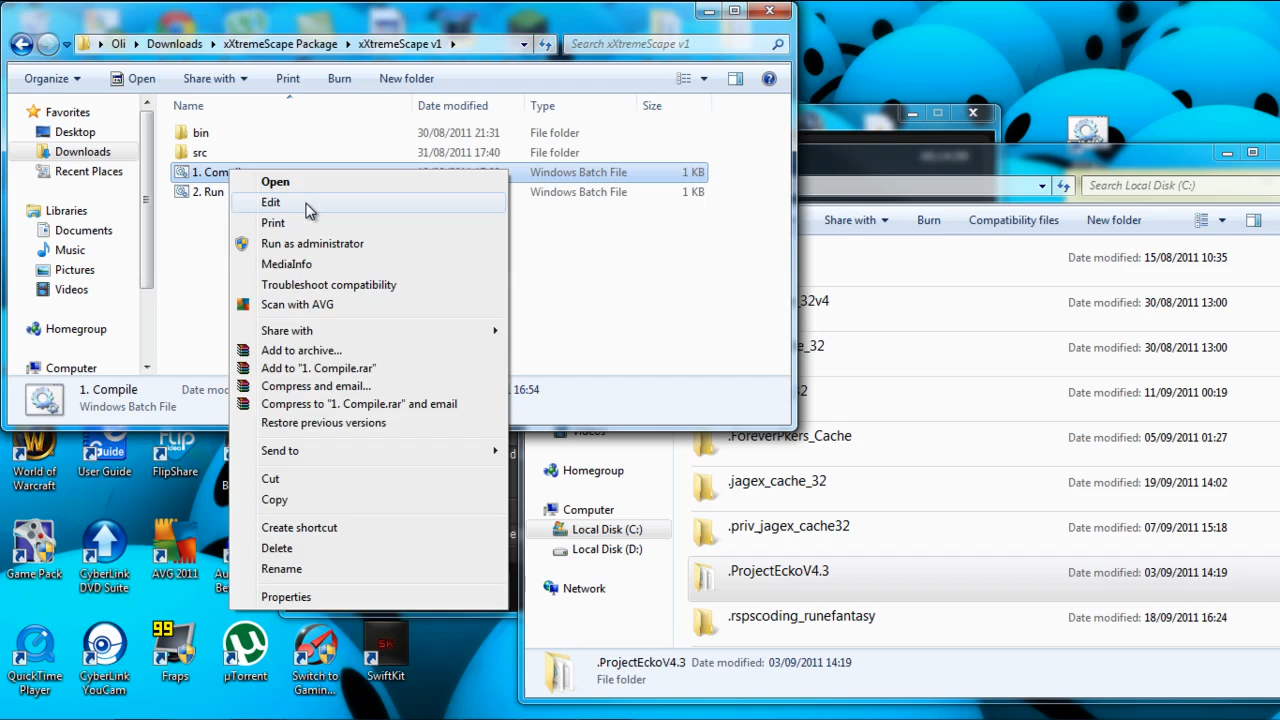 Oli ▸ Downloads ▸ xXtremeScape Package ▸ xXtremeScape v1 ▸
Search xXtremeScape v1
Organize
Open
Share with
Print
Burn
New folder
Favorites
Desktop
Downloads
Recent Places
Libraries
Documents
Music
Pictures
Videos
Homegroup
Computer
Name
Date modified
Type
Size
bin 30/08/2011 21:31 File folder
src 31/08/2011 17:40 File folder
1. Comp Windows Batch File 1 KB
2. Run Windows Batch File 1 KB
Open
Edit
Print
Run as administrator
MediaInfo
Troubleshoot compatibility
Scan with AVG
Share with
Add to archive...
Add to "1. Compile.rar"
Compress and email...
Compress to "1. Compile.rar" and email
Restore previous versions
Send to
Cut
Copy
Create shortcut
Delete
Rename
Properties
1. Compile Date mo
16:54
Windows Batch File
Search Local Disk (C:)
Share with
Burn
Compatibility files
New folder
Date modified: 15/08/2011 10:35
_32v4 Date modified: 30/08/2011 13:00
e_32 Date modified: 30/08/2011 13:00
32 Date modified: 11/09/2011 00:19
.ForeverPkers_Cache Date modified: 05/09/2011 01:27
.jagex_cache_32 Date modified: 19/09/2011 14:02
.priv_jagex_cache32 Date modified: 07/09/2011 15:18
.ProjectEckoV4.3 Date modified: 03/09/2011 14:19
.rspscoding_runefantasy Date modified: 18/09/2011 16:24
Videos
Homegroup
Computer
Local Disk (C:)
Local Disk (D:)
Network
.ProjectEckoV4.3 Date modified: 03/09/2011 14:19
File folder
World of
Warcraft
User Guide
FlipShare
Game Pack
CyberLink
DVD Suite
AVG 2011
Au
Be
QuickTime
Player
CyberLink
YouCam
99
Fraps
µTorrent
Switch to
Gamin...
SK
SwiftKit